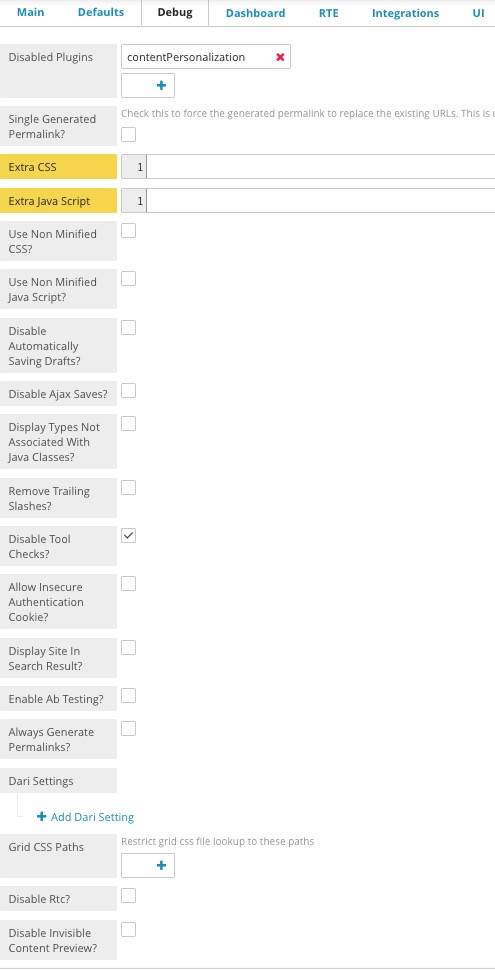 Main Defaults Debug Dashboard RTE Integrations UI
Disabled Plugins
contentPersonalization
Single Generated
Permalink?
Check this to force the generated permalink to replace the existing URLs. This is
Extra CSS
1
Extra Java Script
1
Use Non Minified
CSS?
Use Non Minified
Java Script?
Disable
Automatically
Saving Drafts?
Disable Ajax Saves?
Display Types Not
Associated With
Java Classes?
Remove Trailing
Slashes?
Disable Tool
Checks?
Allow Insecure
Authentication
Cookie?
Display Site In
Search Result?
Enable Ab Testing?
Always Generate
Permalinks?
Dari Settings
Add Dari Setting
Grid CSS Paths
Restrict grid css file lookup to these paths
Disable Rtc?
Disable Invisible
Content Preview?